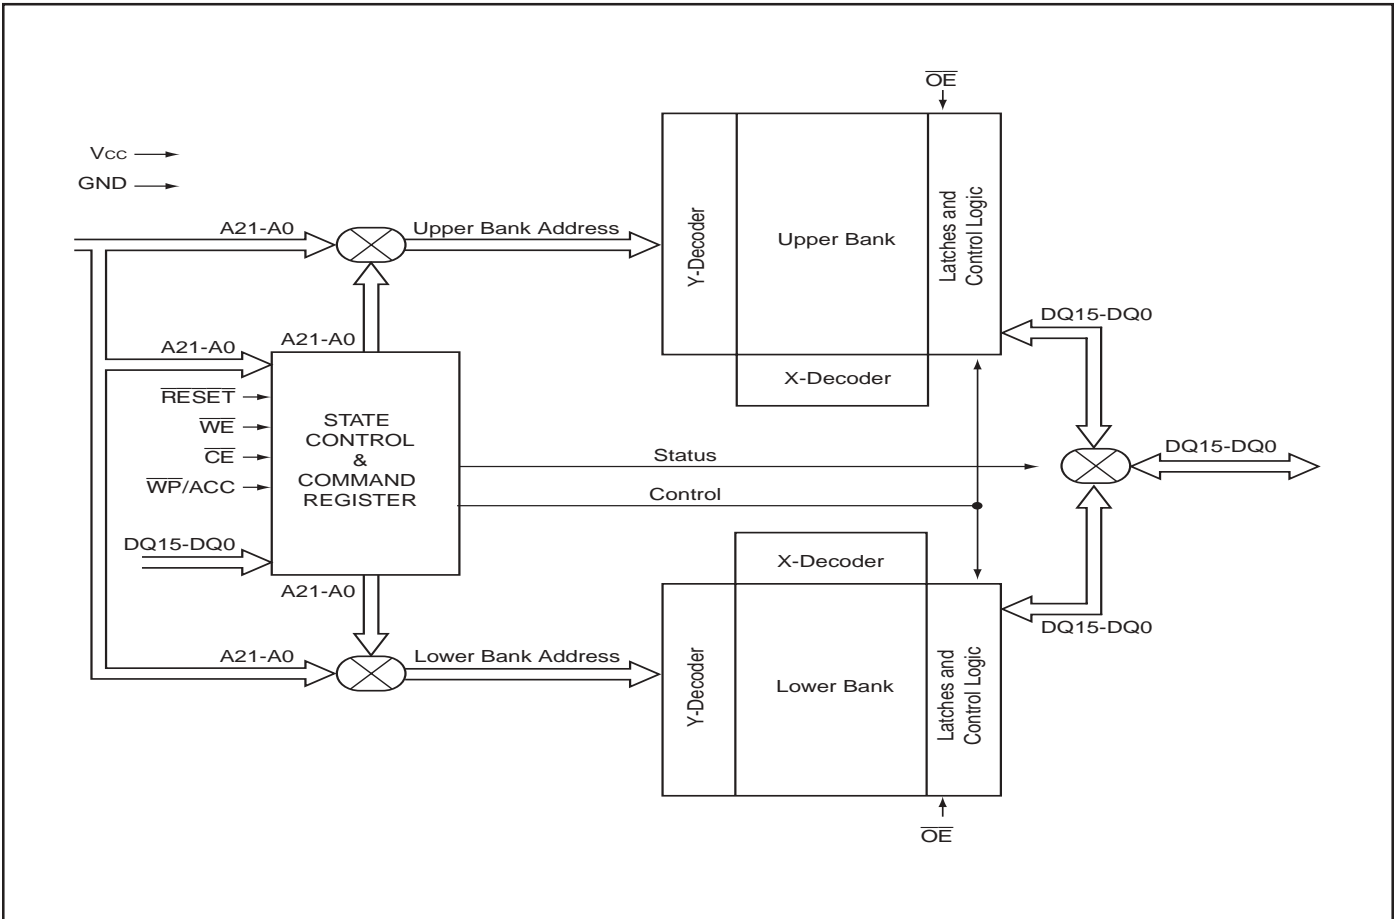 OE
Vcc
GND
A21-A0
Upper Bank Address
Y-Decoder
Upper Bank
Latches and
Control Logic
DQ15-DQ0
A21-A0
A21-A0
X-Decoder
RESET
WE
CE
WP/ACC
STATE
CONTROL
&
COMMAND
REGISTER
Status
Control
DQ15-DQ0
DQ15-DQ0
A21-A0
X-Decoder
DQ15-DQ0
A21-A0
Lower Bank Address
Y-Decoder
Lower Bank
Latches and
Control Logic
OE